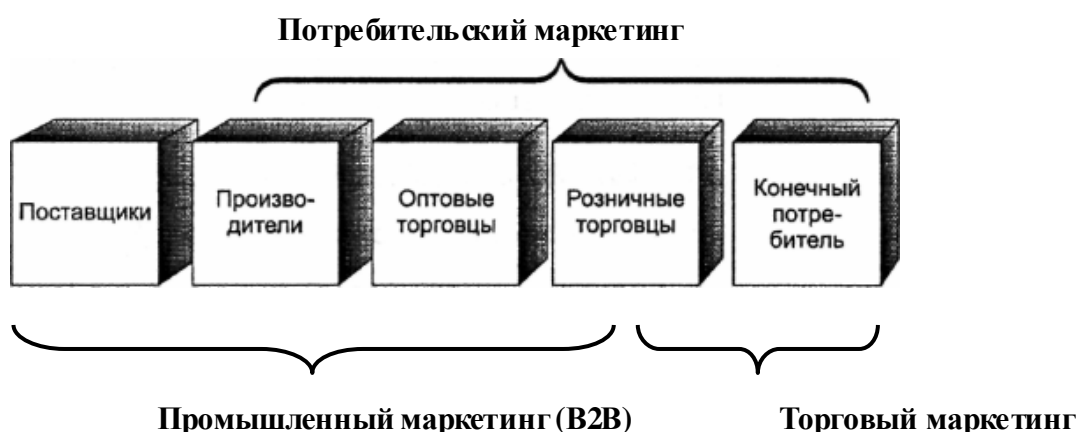 Потребительский маркетинг
Поставщики
Произво-
дители
Оптовые
торговцы
Розничные
торговцы
Конечный
потре-
битель
Промышленный маркетинг (B2B)
Торговый маркетинг